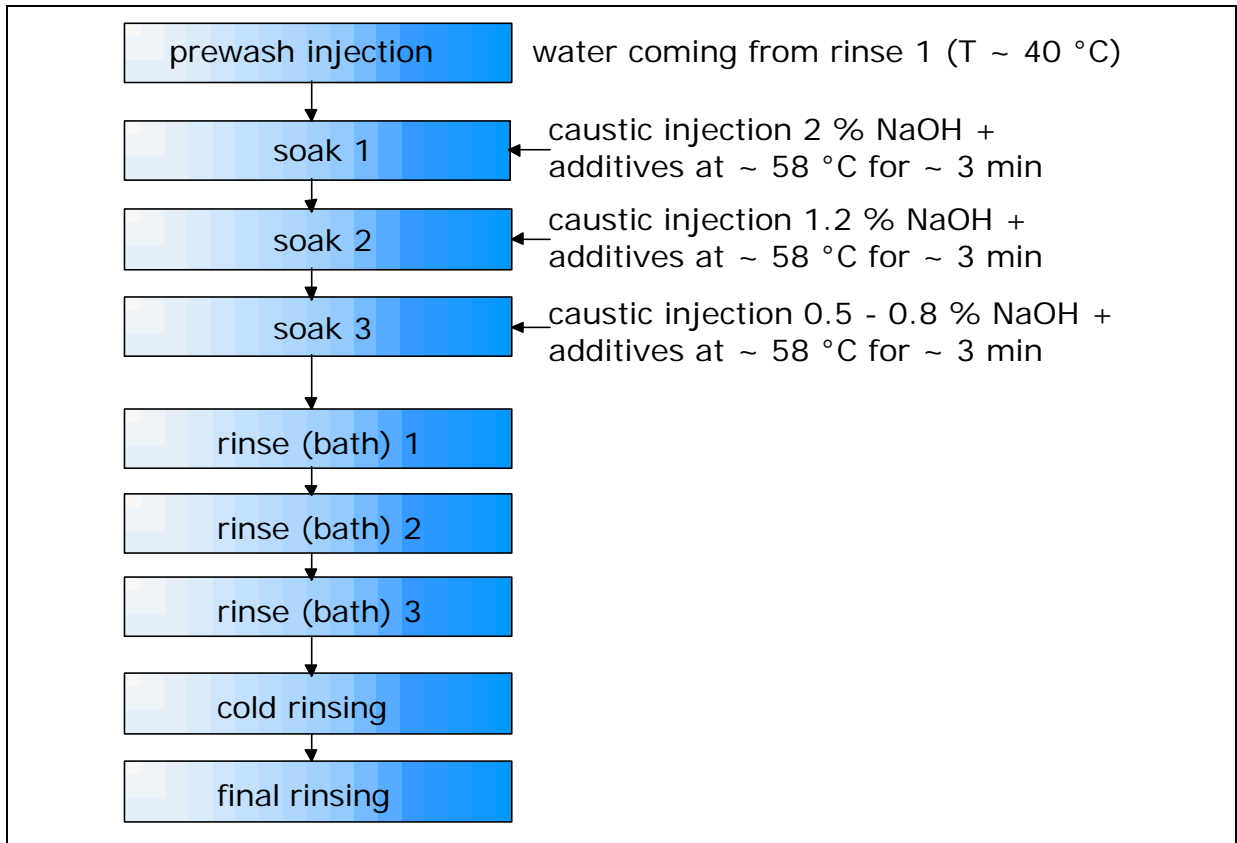 prewash injection
water coming from rinse 1 (T ~ 40 °C)
soak 1
caustic injection 2 % NaOH +
additives at ~ 58 °C for ~ 3 min
soak 2
caustic injection 1.2 % NaOH +
additives at ~ 58 °C for ~ 3 min
soak 3
caustic injection 0.5 - 0.8 % NaOH +
additives at ~ 58 °C for ~ 3 min
rinse (bath) 1
rinse (bath) 2
rinse (bath) 3
cold rinsing
final rinsing